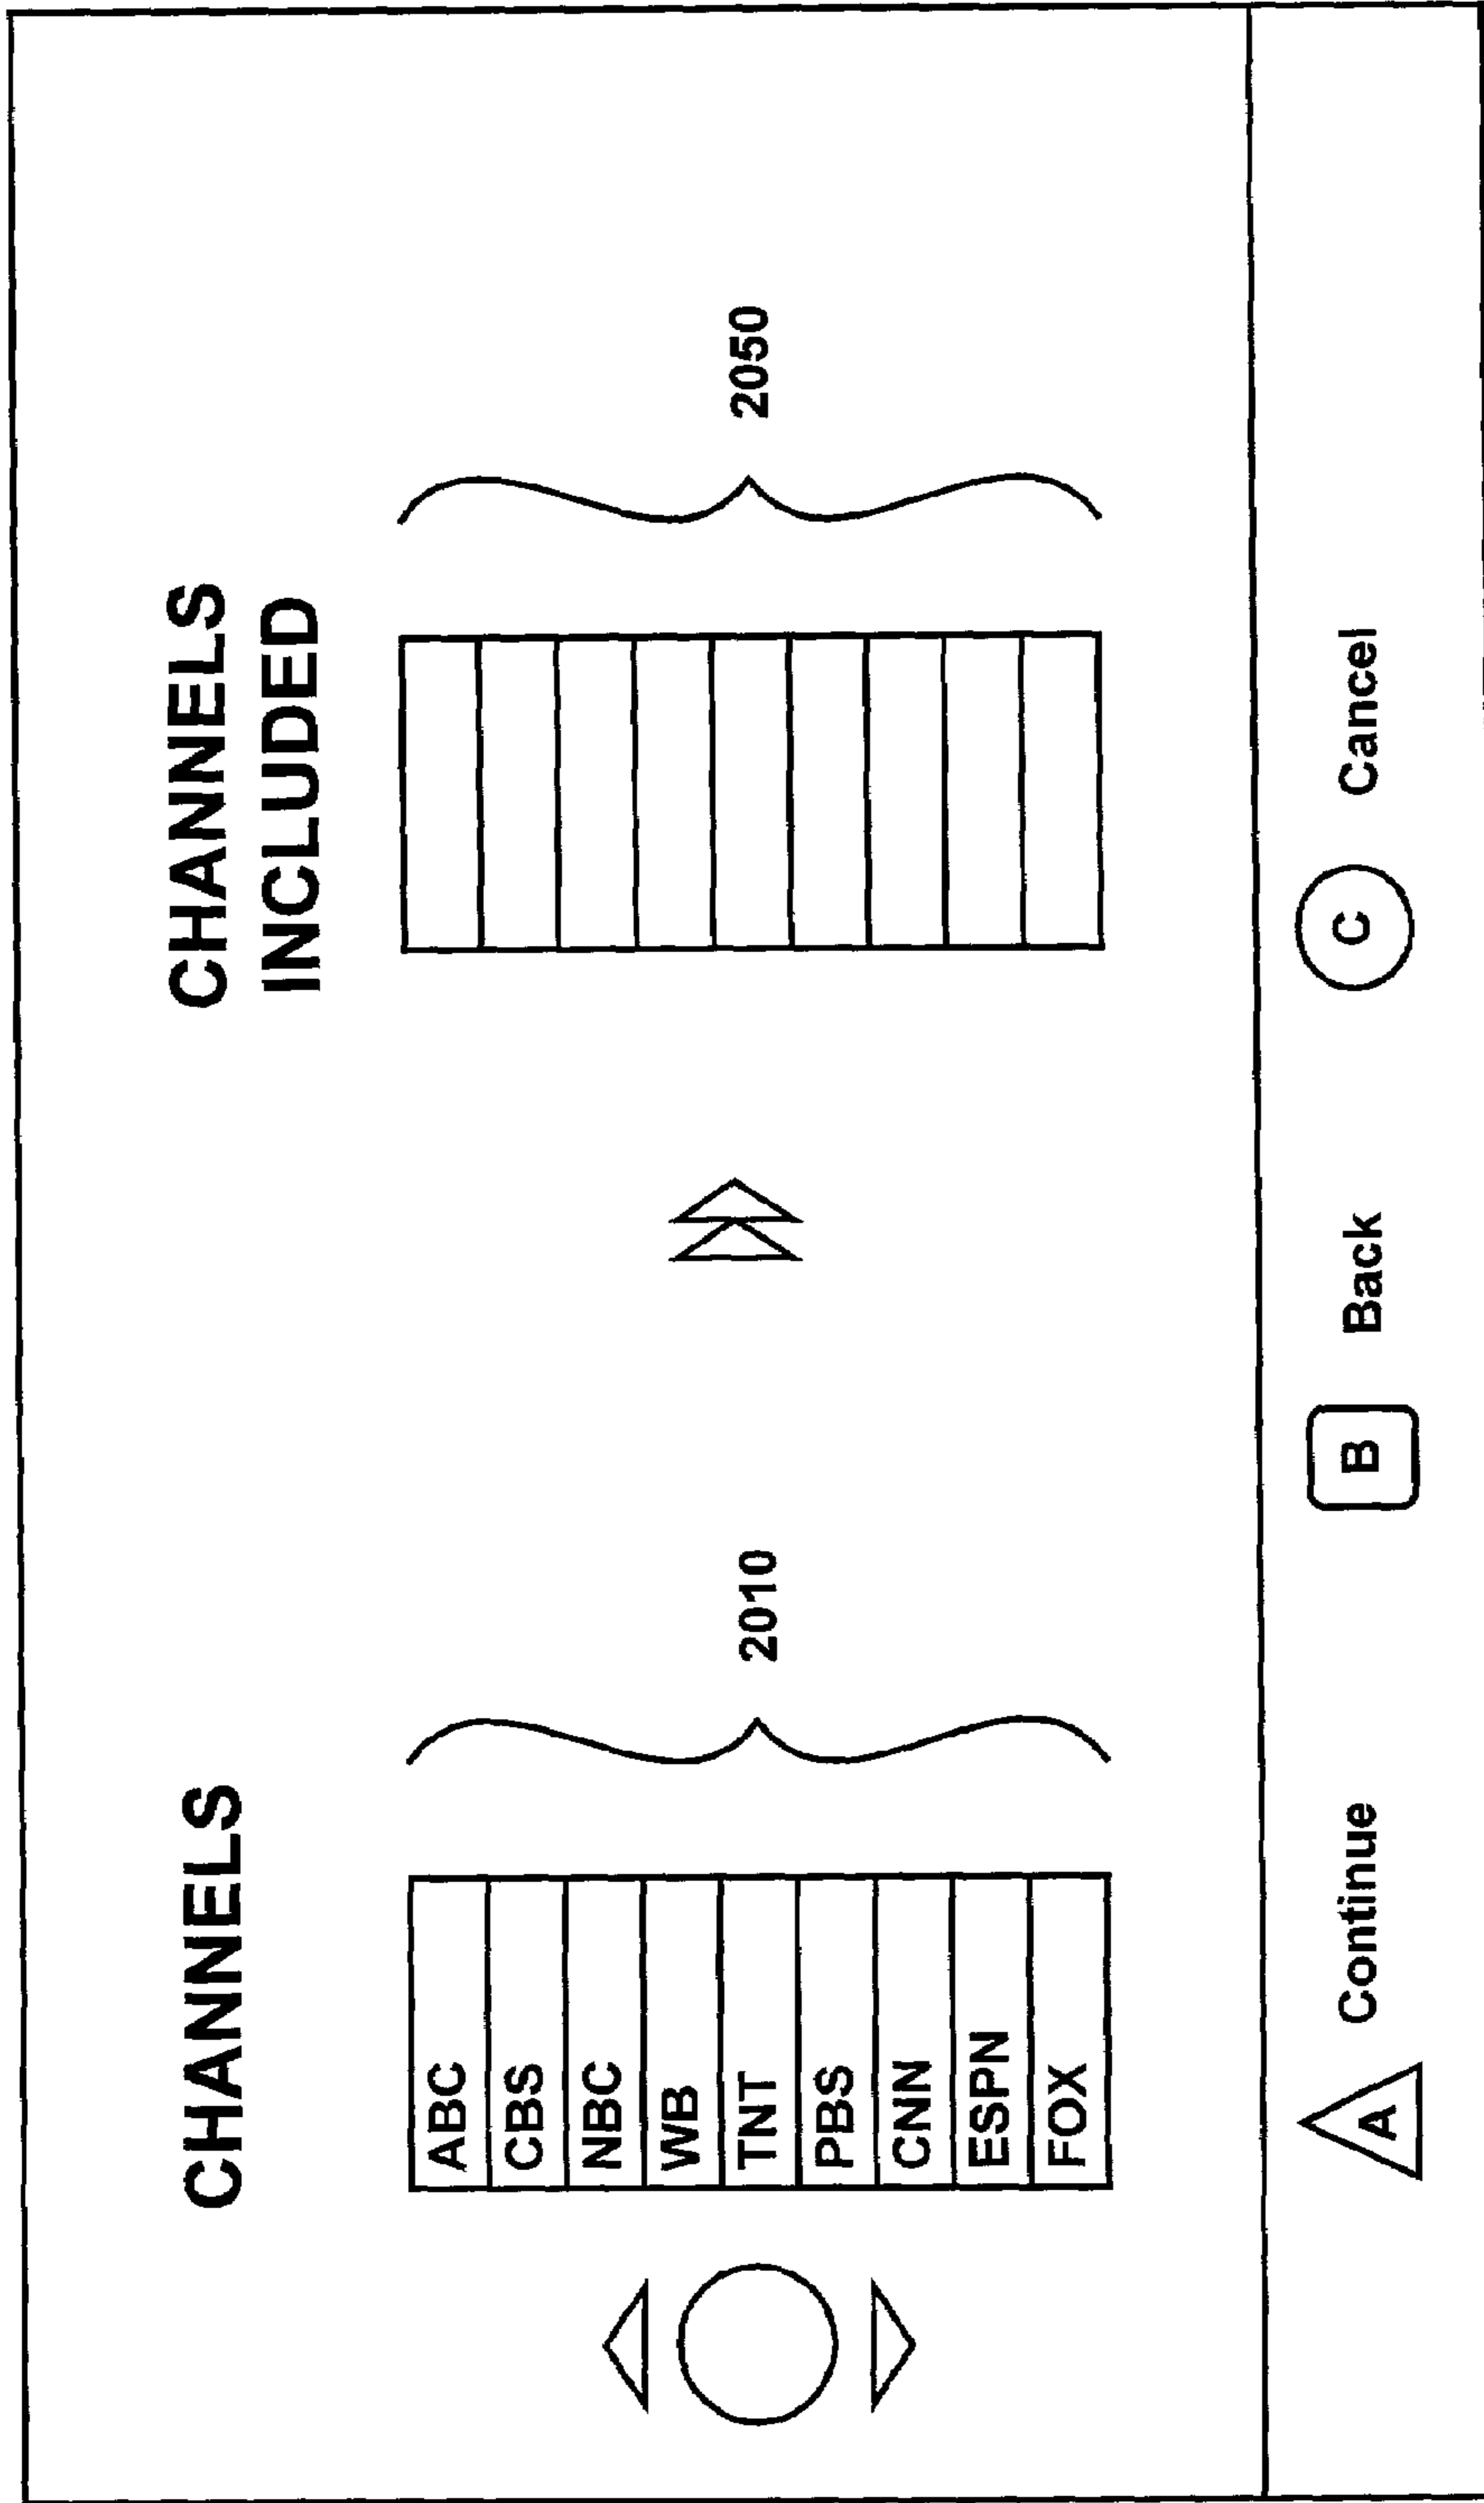 CHANNELS
CHANNELS
INCLUDED
ABC
CBS
NBC
WB
TNT
PBS
CNN
ESPN
FOX
2010
2050
A Continue
B Back
C Cancel